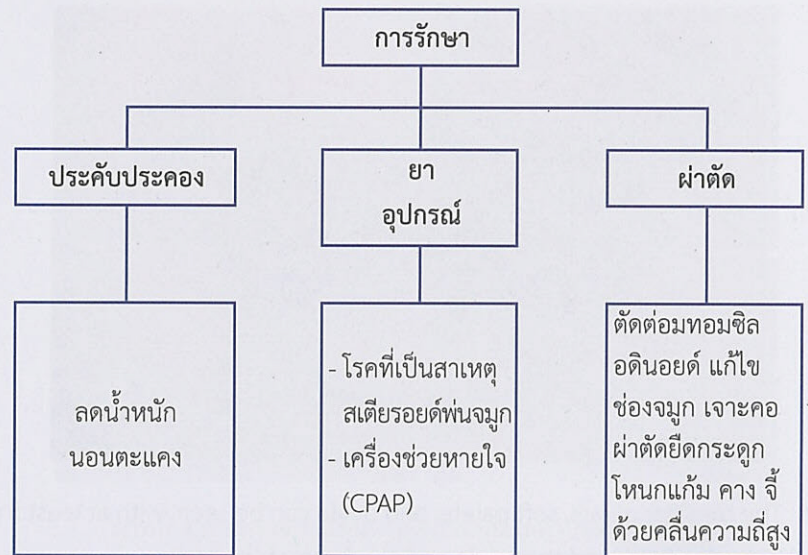 การรักษา
ประคับประคอง
ยา
อุปกรณ์
ผ่าตัด
ลดน้ำหนัก
นอนตะแคง
- โรคที่เป็นสาเหตุ
สเตียรอยด์พ่นจมูก
- เครื่องช่วยหายใจ
(CPAP)
ตัดต่อมทอมซิล
อดินอยด์ แก้ไข
ช่องจมูก เจาะคอ
ผ่าตัดยืดกระดูก
โหนกแก้ม คาง จี้
ด้วยคลื่นความถี่สูง